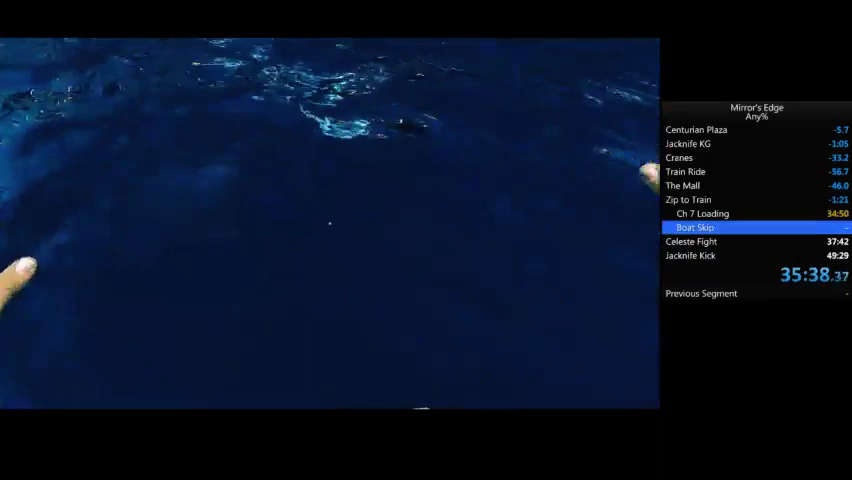 Mirror's Edge
Any%
Centurian Plaza -5.7
Jacknife KG -1:05
Cranes -33.2
Train Ride -56.7
The Mall -46.0
Zip to Train -1:21
Ch 7 Loading 34:50
Boat Skip -
Celeste Fight 37:42
Jacknife Kick 49:29
35:38.37
Previous Segment -